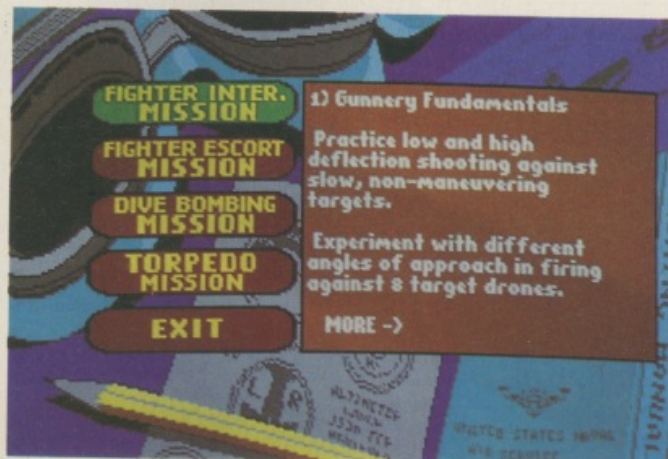 FIGHTER INTER.
MISSION
FIGHTER ESCORT
MISSION
DIVE BOMBING
MISSION
TORPEDO
MISSION
EXIT
1) Gunnery Fundamentals
Practice low and high
deflection shooting against
slow, non-maneuvering
targets.
Experiment with different
angles of approach in firing
against 8 target drones.
MORE ->
ALTIMETER
UNITED STATES